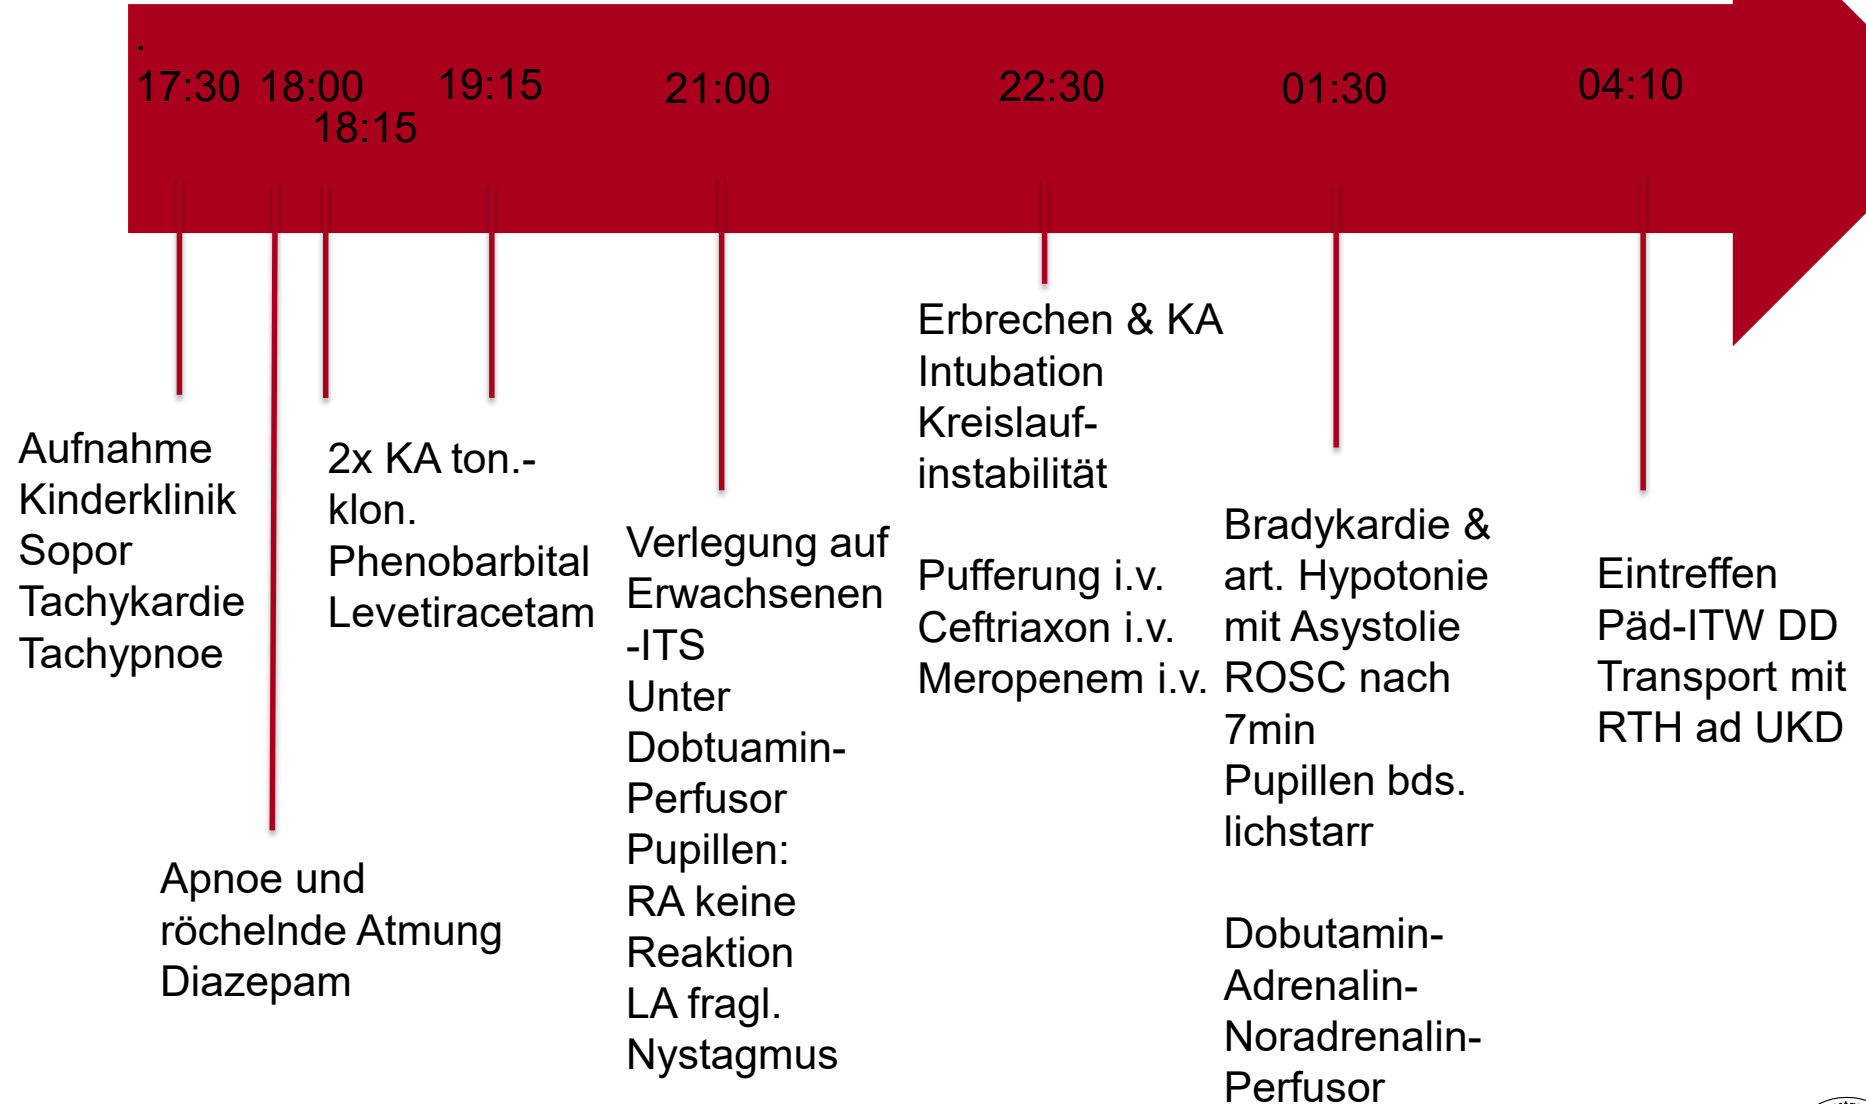 .
17:30 18:00 19:15 21:00 22:30 01:30 04:10
18:15
Aufnahme
Kinderklinik
Sopor
Tachykardie
Tachypnoe
Apnoe und
röchelnde Atmung
Diazepam
2x KA ton.-
klon.
Phenobarbital
Levetiracetam
Verlegung auf
Erwachsenen
-ITS
Unter
Dobtuamin-
Perfusor
Pupillen:
RA keine
Reaktion
LA fragl.
Nystagmus
Erbrechen & KA
Intubation
Kreislauf-
instabilität
Pufferung i.v.
Ceftriaxon i.v.
Meropenem i.v.
Bradykardie &
art. Hypotonie
mit Asystolie
ROSC nach
7min
Pupillen bds.
lichstarr
Dobutamin-
Adrenalin-
Noradrenalin-
Perfusor
Eintreffen
Päd-ITW DD
Transport mit
RTH ad UKD